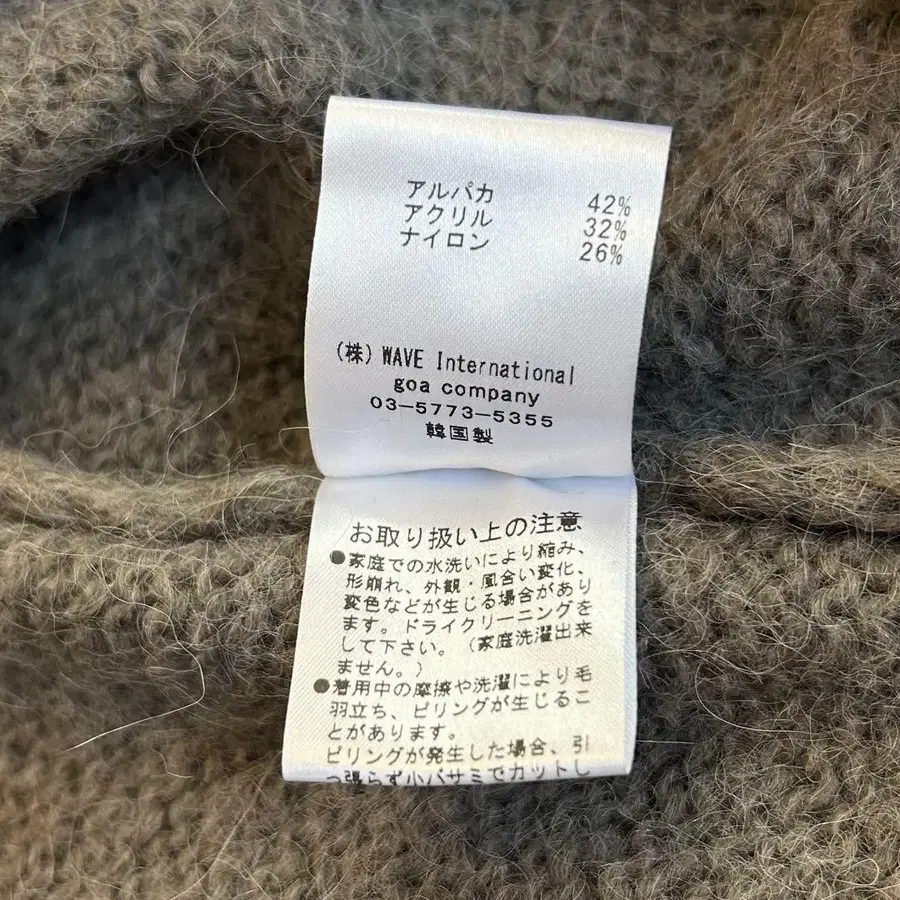 アルパカ 42%
アクリル 32%
ナイロン 26%
(株) WAVE International
goa company
03-5773-5355
韓国製
お取り扱い上の注意
●家庭での水洗いにより縮み、
形崩れ、外観・風合い変化、
変色などが生じる場合があり
ます。ドライクリーニングを
して下さい。(家庭洗濯出来
ません。)
●着用中の摩擦や洗濯により毛
羽立ち、ピリングが生じるこ
とがあります。
ピリングが発生した場合、引
っ張らず小バサミでカットし